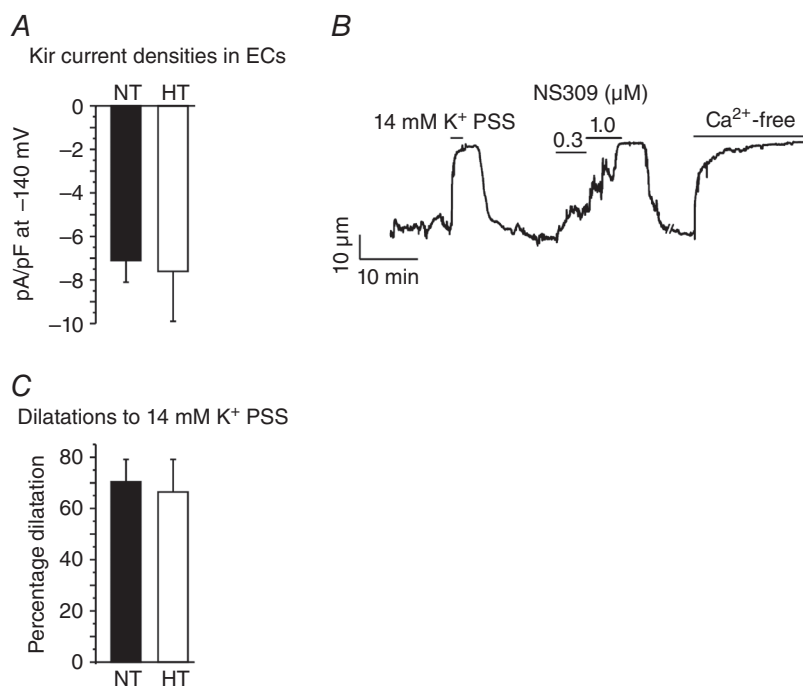 A
Kir current densities in ECs
NT HT
0
–2
–4
–6
–8
–10
pA/pF at –140 mV
B
14 mM K⁺ PSS
NS309 (μM)
0.3
1.0
Ca²⁺-free
10 μm
10 min
C
Dilatations to 14 mM K⁺ PSS
80
60
40
20
0
Percentage dilatation
NT HT